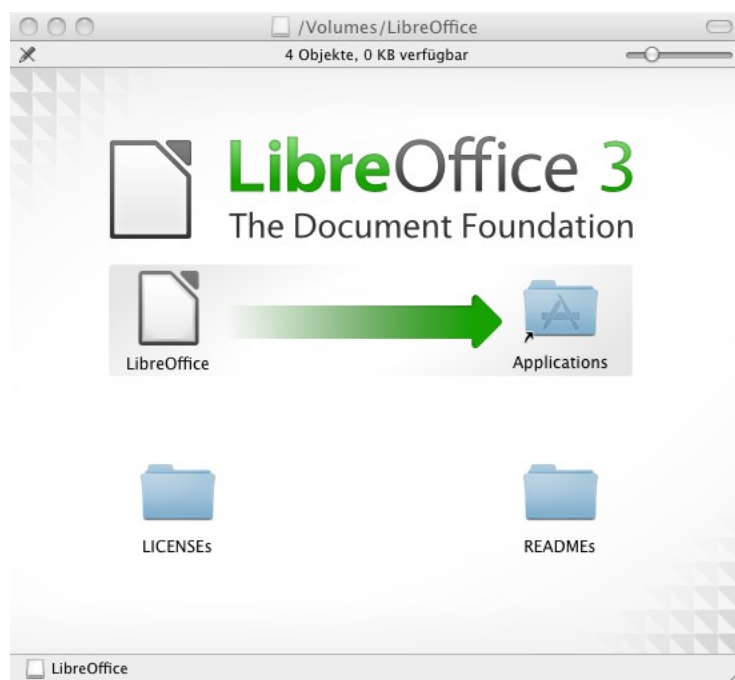 /Volumes/LibreOffice
4 Objekte, 0 KB verfügbar
LibreOffice 3
The Document Foundation
LibreOffice
Applications
LICENSEs
READMEs
LibreOffice